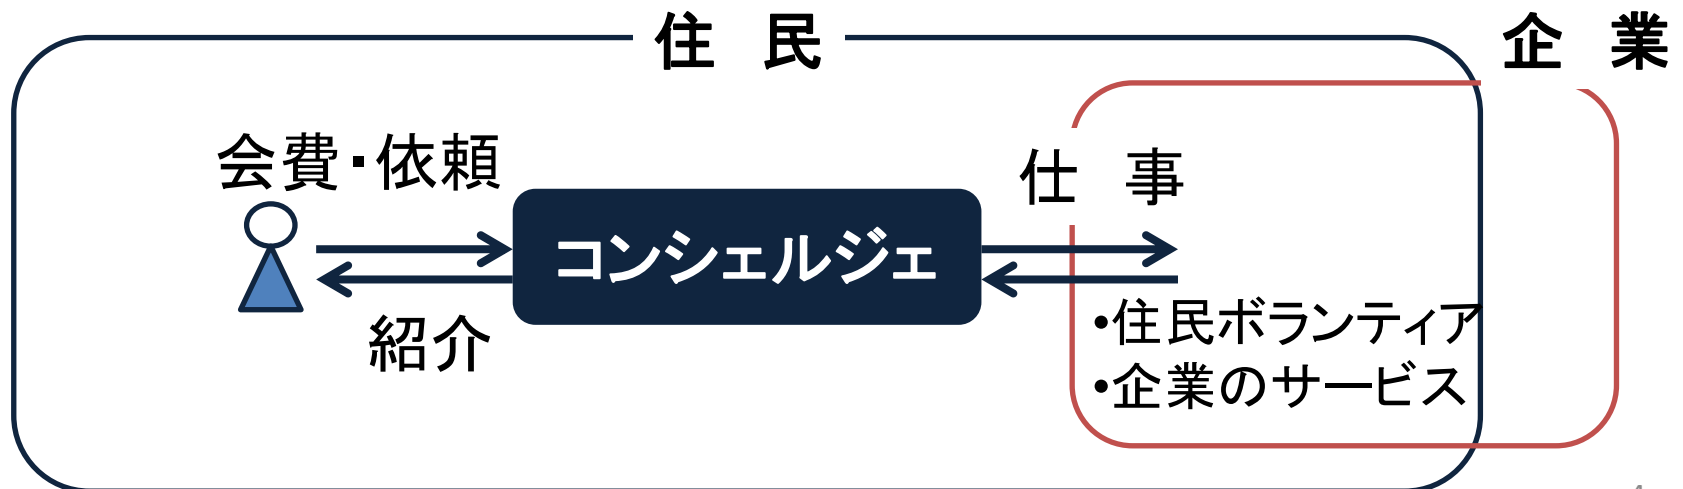 住 民
企 業
会費・依頼
仕 事
コンシェルジェ
紹介
•住民ボランティア
•企業のサービス